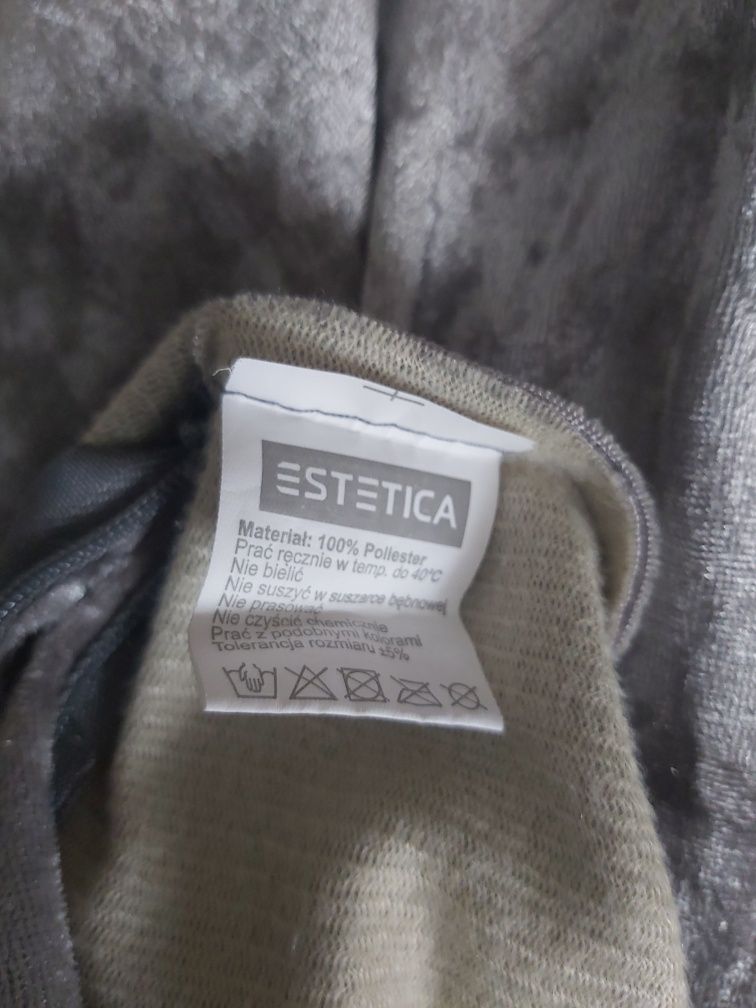 ESTETICA
Materiał: 100% Poliester
Prać ręcznie w temp. do 40°C
Nie bielić
Nie suszyć w suszarce bębnowej
Nie prasować
Nie czyścić chemicznie
Prać z podobnymi kolorami
Tolerancja rozmiaru ±5%